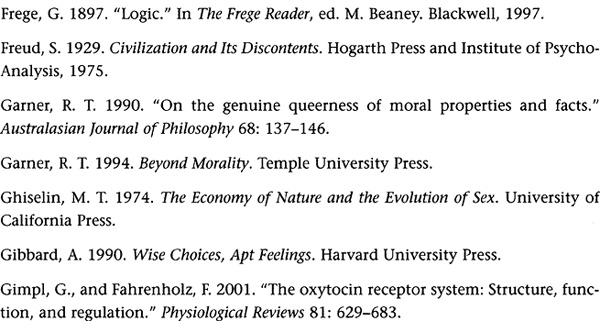 Frege, G. 1897. “Logic.” In The Frege Reader, ed. M. Beaney. Blackwell, 1997.
Freud, S. 1929. Civilization and Its Discontents. Hogarth Press and Institute of Psycho-
Analysis, 1975.
Garner, R. T. 1990. “On the genuine queerness of moral properties and facts.”
Australasian Journal of Philosophy 68: 137–146.
Garner, R. T. 1994. Beyond Morality. Temple University Press.
Ghiselin, M. T. 1974. The Economy of Nature and the Evolution of Sex. University of
California Press.
Gibbard, A. 1990. Wise Choices, Apt Feelings. Harvard University Press.
Gimpl, G., and Fahrenholz, F. 2001. “The oxytocin receptor system: Structure, func-
tion, and regulation.” Physiological Reviews 81: 629–683.